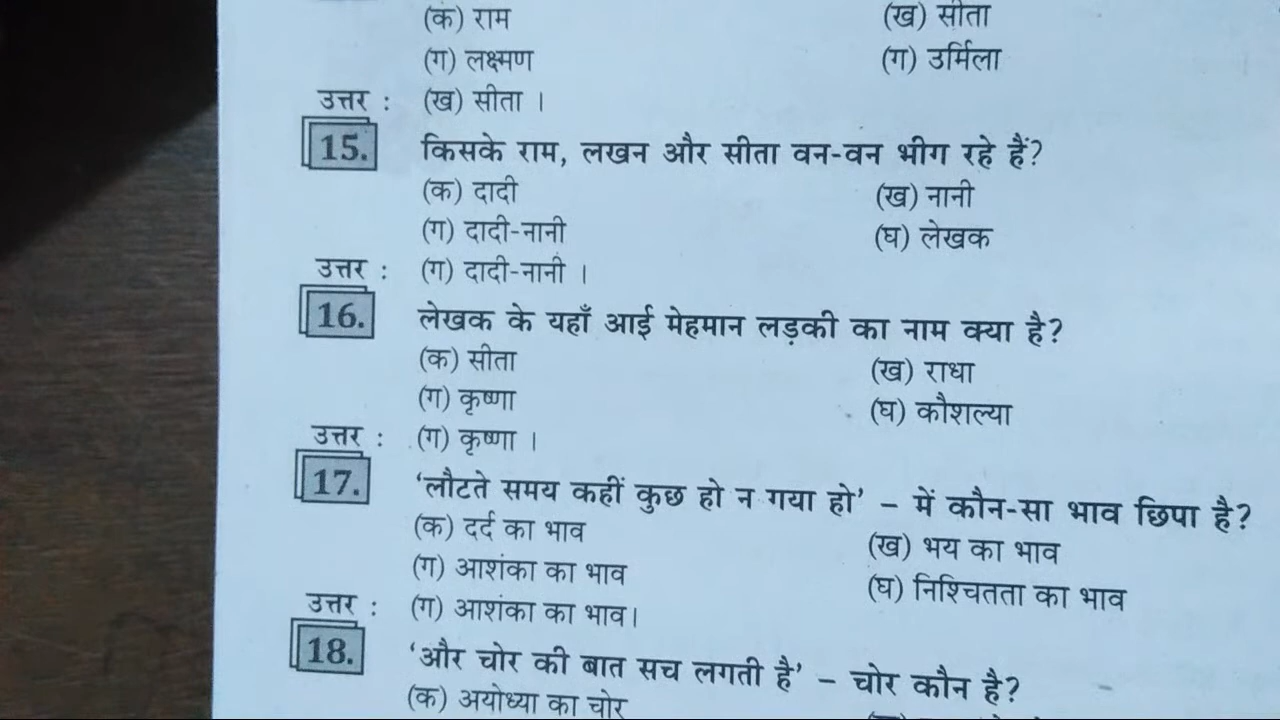 (क) राम (ख) सीता
(ग) लक्ष्मण (ग) उर्मिला
उत्तर : (ख) सीता ।
15. किसके राम, लखन और सीता वन-वन भीग रहे हैं?
(क) दादी (ख) नानी
(ग) दादी-नानी (घ) लेखक
उत्तर : (ग) दादी-नानी ।
16. लेखक के यहाँ आई मेहमान लड़की का नाम क्या है?
(क) सीता (ख) राधा
(ग) कृष्णा (घ) कौशल्या
उत्तर : (ग) कृष्णा ।
17. 'लौटते समय कहीं कुछ हो न गया हो' – में कौन-सा भाव छिपा है?
(क) दर्द का भाव (ख) भय का भाव
(ग) आशंका का भाव (घ) निश्चितता का भाव
उत्तर : (ग) आशंका का भाव।
18. 'और चोर की बात सच लगती है' – चोर कौन है?
(क) अयोध्या का चोर